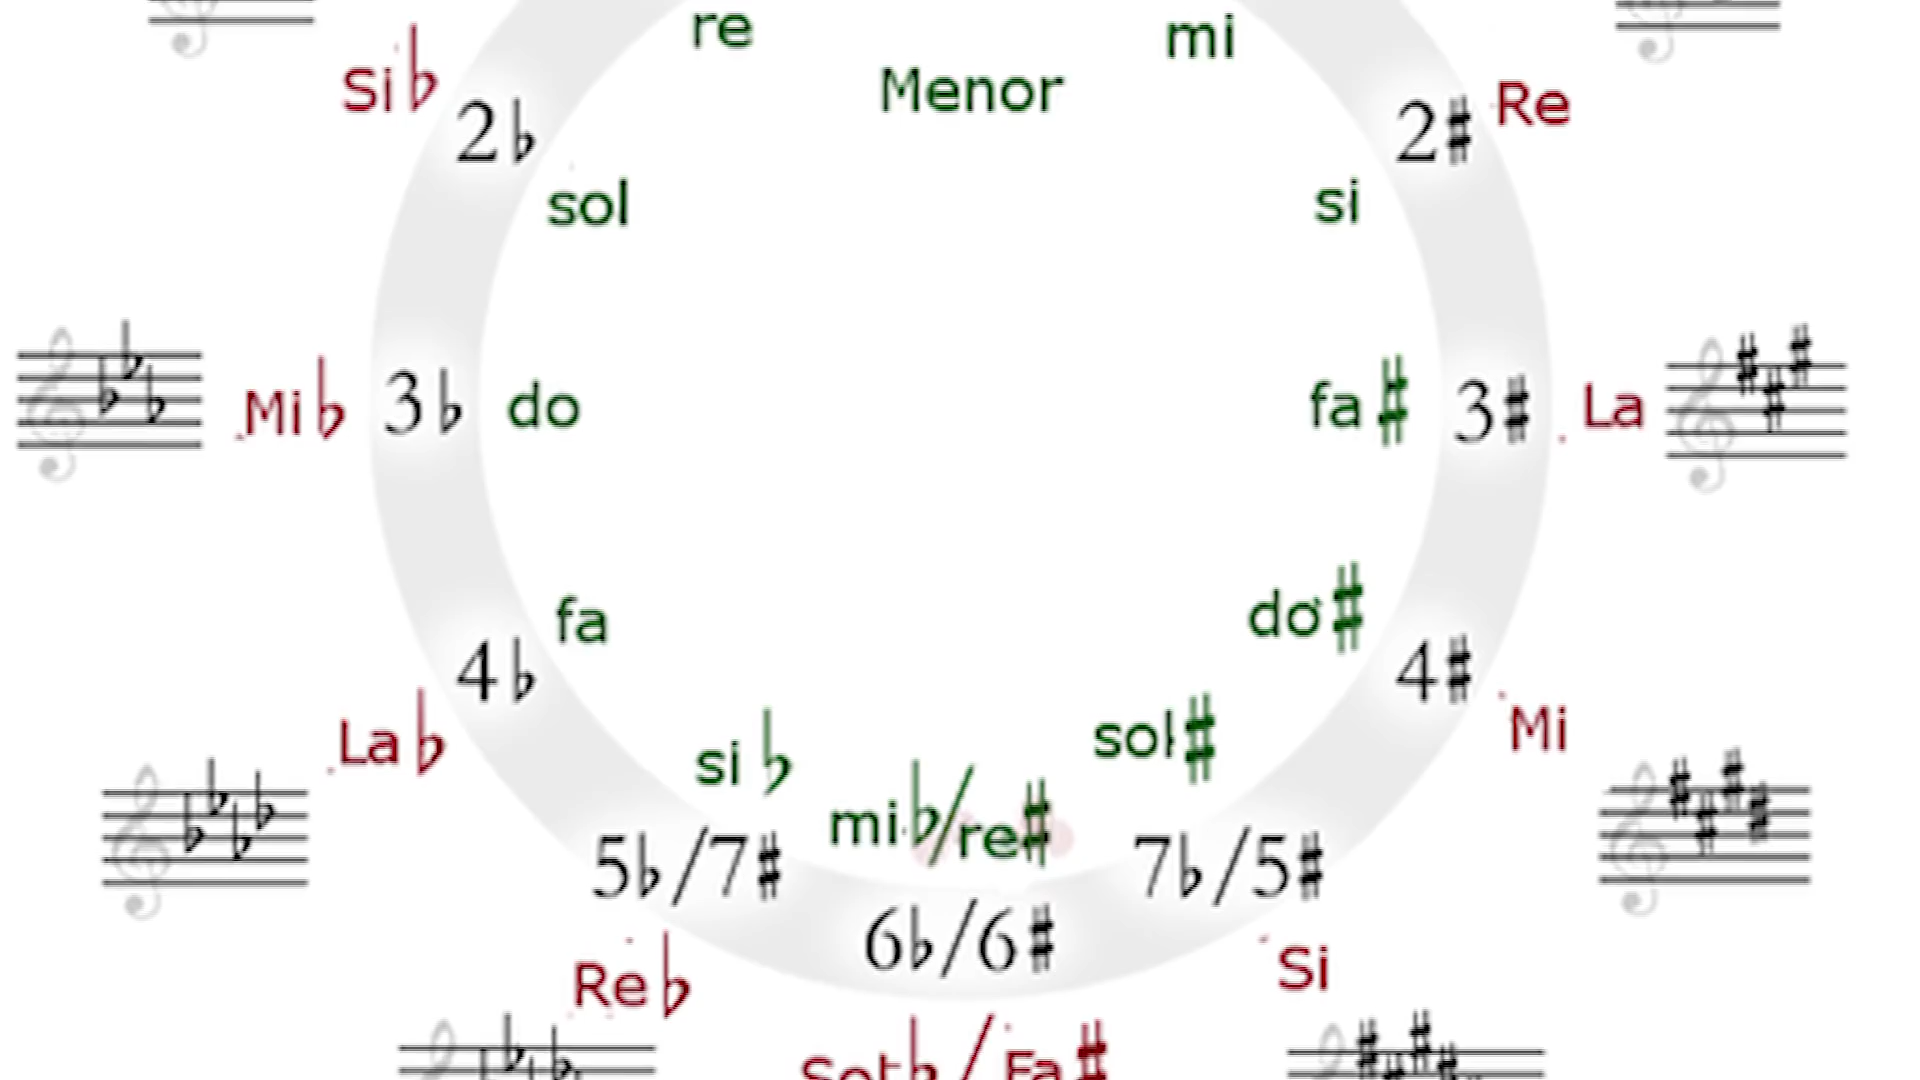 re
mi
Menor
Si♭
2♭
2♯
Re
sol
si
Mi♭
3♭
do
fa♯
3♯
La
fa
do♯
4♭
4♯
La♭
Mi
si♭
sol♯
mi♭/re♯
5♭/7♯
7♭/5♯
6♭/6♯
Re♭
Si
Sol♭/Fa♯